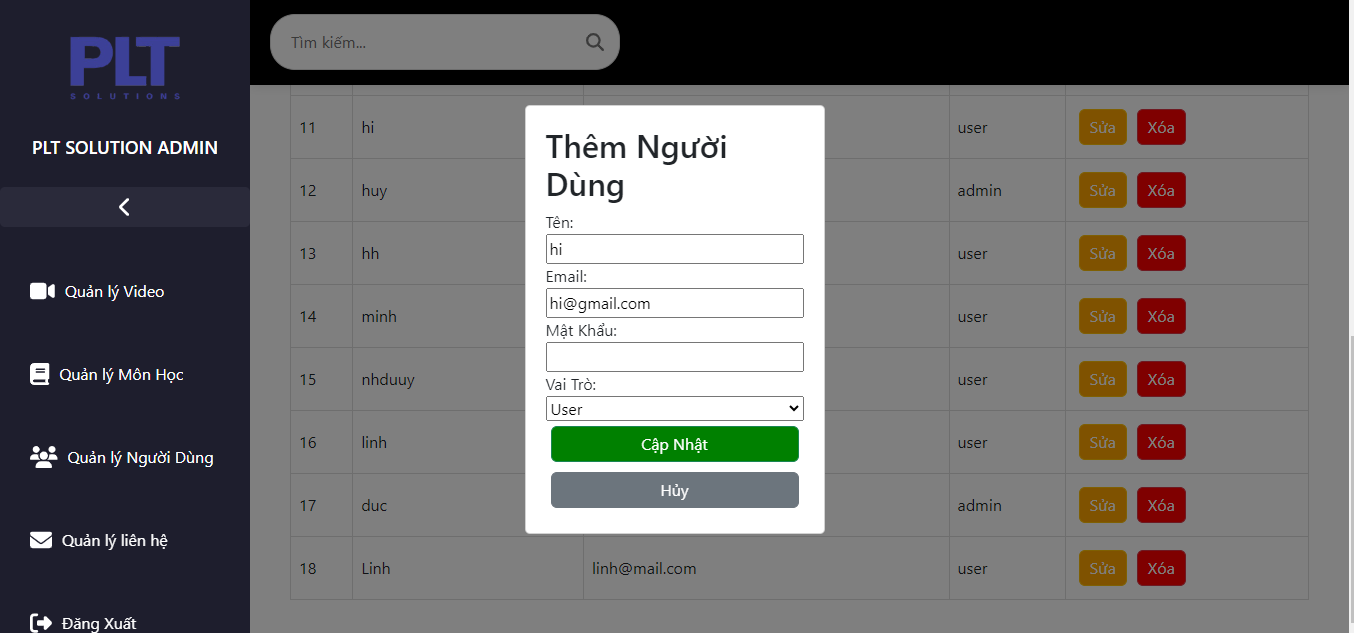 PLT
SOLUTIONS
PLT SOLUTION ADMIN
Quản lý Video
Quản lý Môn Học
Quản lý Người Dùng
Quản lý liên hệ
Đăng Xuất
Tìm kiếm...
11 hi user Sửa Xóa
12 huy admin Sửa Xóa
13 hh user Sửa Xóa
14 minh user Sửa Xóa
15 nhduuy user Sửa Xóa
16 linh user Sửa Xóa
17 duc admin Sửa Xóa
18 Linh linh@mail.com user Sửa Xóa
Thêm Người
Dùng
Tên:
hi
Email:
hi@gmail.com
Mật Khẩu:
Vai Trò:
User
Cập Nhật
Hủy